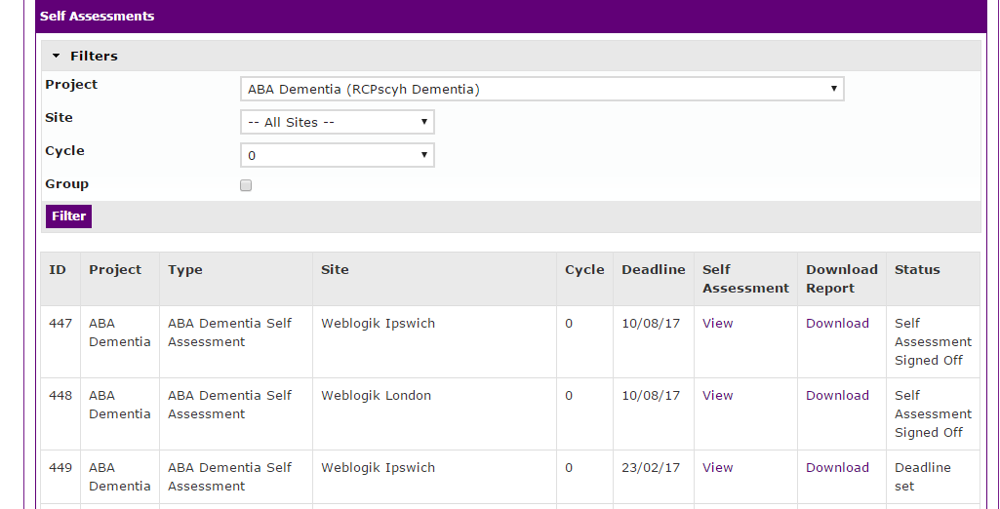 Self Assessments
Filters
Project ABA Dementia (RCPscyh Dementia)
Site -- All Sites --
Cycle 0
Group
Filter
ID Project Type Site Cycle Deadline Self Download Status
Assessment Report
447 ABA ABA Dementia Self Weblogik Ipswich 0 10/08/17 View Download Self
Dementia Assessment Assessment
Signed Off
448 ABA ABA Dementia Self Weblogik London 0 10/08/17 View Download Self
Dementia Assessment Assessment
Signed Off
449 ABA ABA Dementia Self Weblogik Ipswich 0 23/02/17 View Download Deadline
Dementia Assessment set